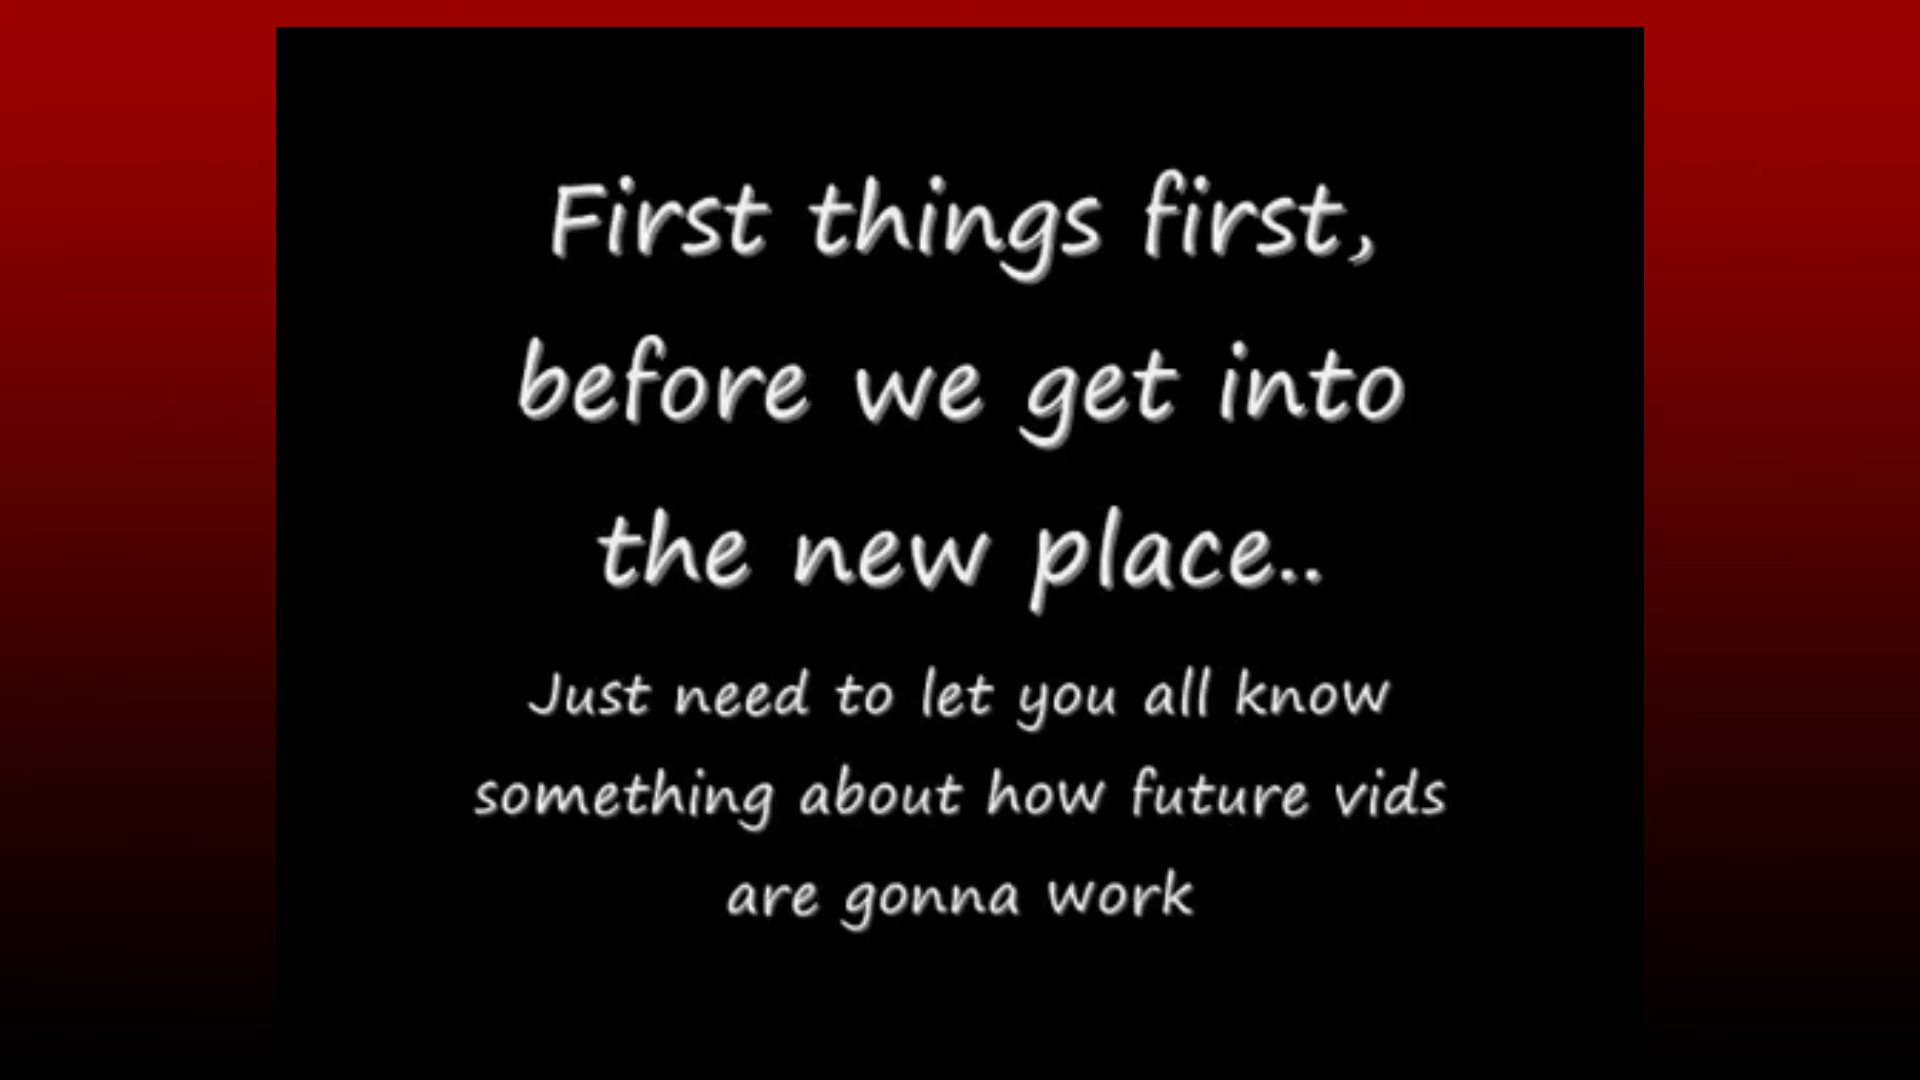 First things first,
before we get into
the new place..
Just need to let you all know
something about how future vids
are gonna work